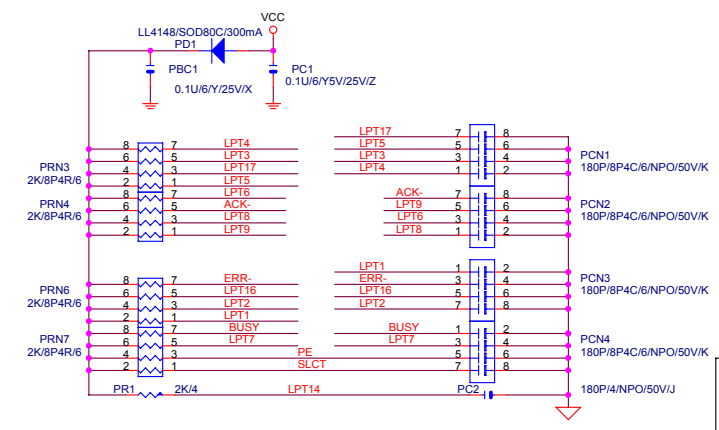 VCC
LL4148/SOD80C/300mA
PD1
PBC1
0.1U/6/Y/25V/X
PC1
0.1U/6/Y5V/25V/Z
PRN3
2K/8P4R/6
8 7 LPT4
6 5 LPT3
4 3 LPT17
2 1 LPT5
PRN4
2K/8P4R/6
8 7 LPT6
6 5 ACK-
4 3 LPT8
2 1 LPT9
LPT17 7 8
LPT5 5 6
LPT3 3 4
LPT4 1 2
PCN1
180P/8P4C/6/NPO/50V/K
ACK- 7 8
LPT9 5 6
LPT6 3 4
LPT8 1 2
PCN2
180P/8P4C/6/NPO/50V/K
PRN6
2K/8P4R/6
8 7 ERR-
6 5 LPT16
4 3 LPT2
2 1 LPT1
PRN7
2K/8P4R/6
8 7 BUSY
6 5 LPT7
4 3 PE
2 1 SLCT
LPT1 1 2
ERR- 3 4
LPT16 5 6
LPT2 7 8
PCN3
180P/8P4C/6/NPO/50V/K
BUSY 1 2
LPT7 3 4
5 6
7 8
PCN4
180P/8P4C/6/NPO/50V/K
PR1 2K/4 LPT14 PC2 180P/4/NPO/50V/J